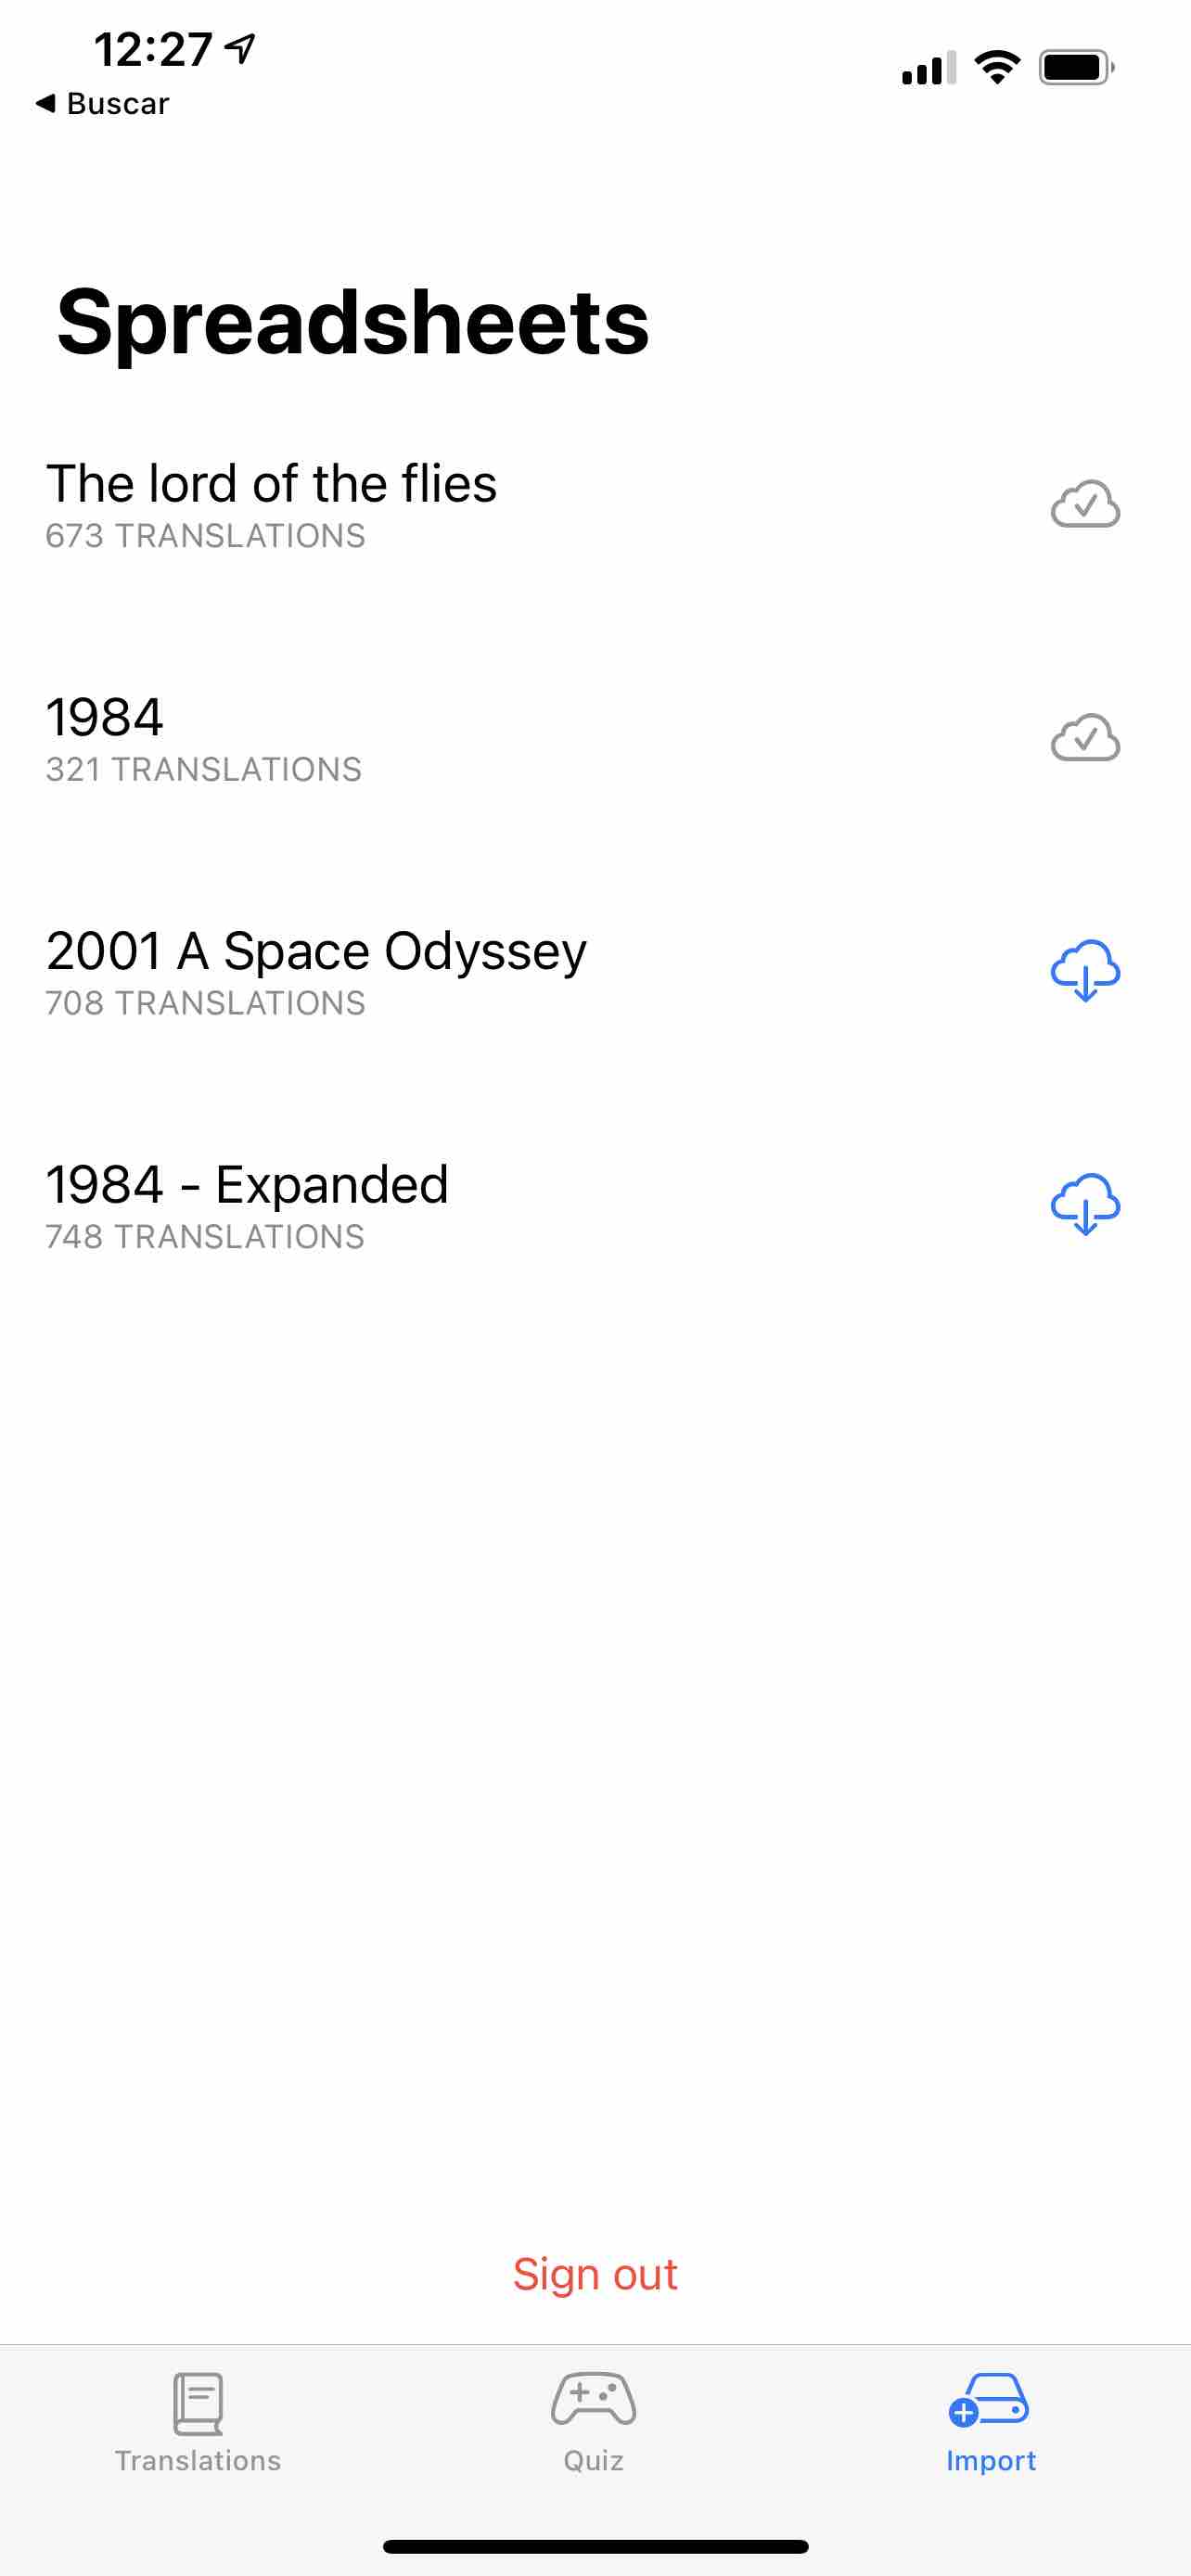 12:27
Buscar
Spreadsheets
The lord of the flies
673 TRANSLATIONS
1984
321 TRANSLATIONS
2001 A Space Odyssey
708 TRANSLATIONS
1984 - Expanded
748 TRANSLATIONS
Sign out
Translations
Quiz
Import